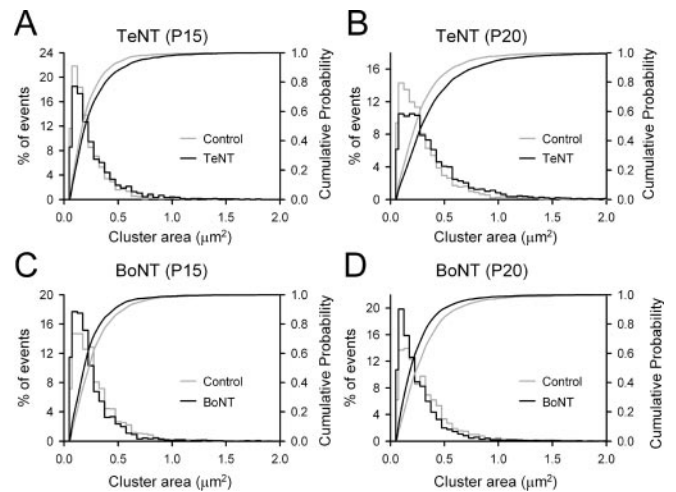 A
TeNT (P15)
24
20
16
12
8
4
0
% of events
1.0
0.8
0.6
0.4
0.2
0.0
Cumulative Probability
Control
TeNT
0.0 0.5 1.0 1.5 2.0
Cluster area (μm²)
B
TeNT (P20)
16
12
8
4
0
% of events
1.0
0.8
0.6
0.4
0.2
0.0
Cumulative Probability
Control
TeNT
0.0 0.5 1.0 1.5 2.0
Cluster area (μm²)
C
BoNT (P15)
20
16
12
8
4
0
% of events
1.0
0.8
0.6
0.4
0.2
0.0
Cumulative Probability
Control
BoNT
0.0 0.5 1.0 1.5 2.0
Cluster area (μm²)
D
BoNT (P20)
20
16
12
8
4
0
% of events
1.0
0.8
0.6
0.4
0.2
0.0
Cumulative Probability
Control
BoNT
0.0 0.5 1.0 1.5 2.0
Cluster area (μm²)